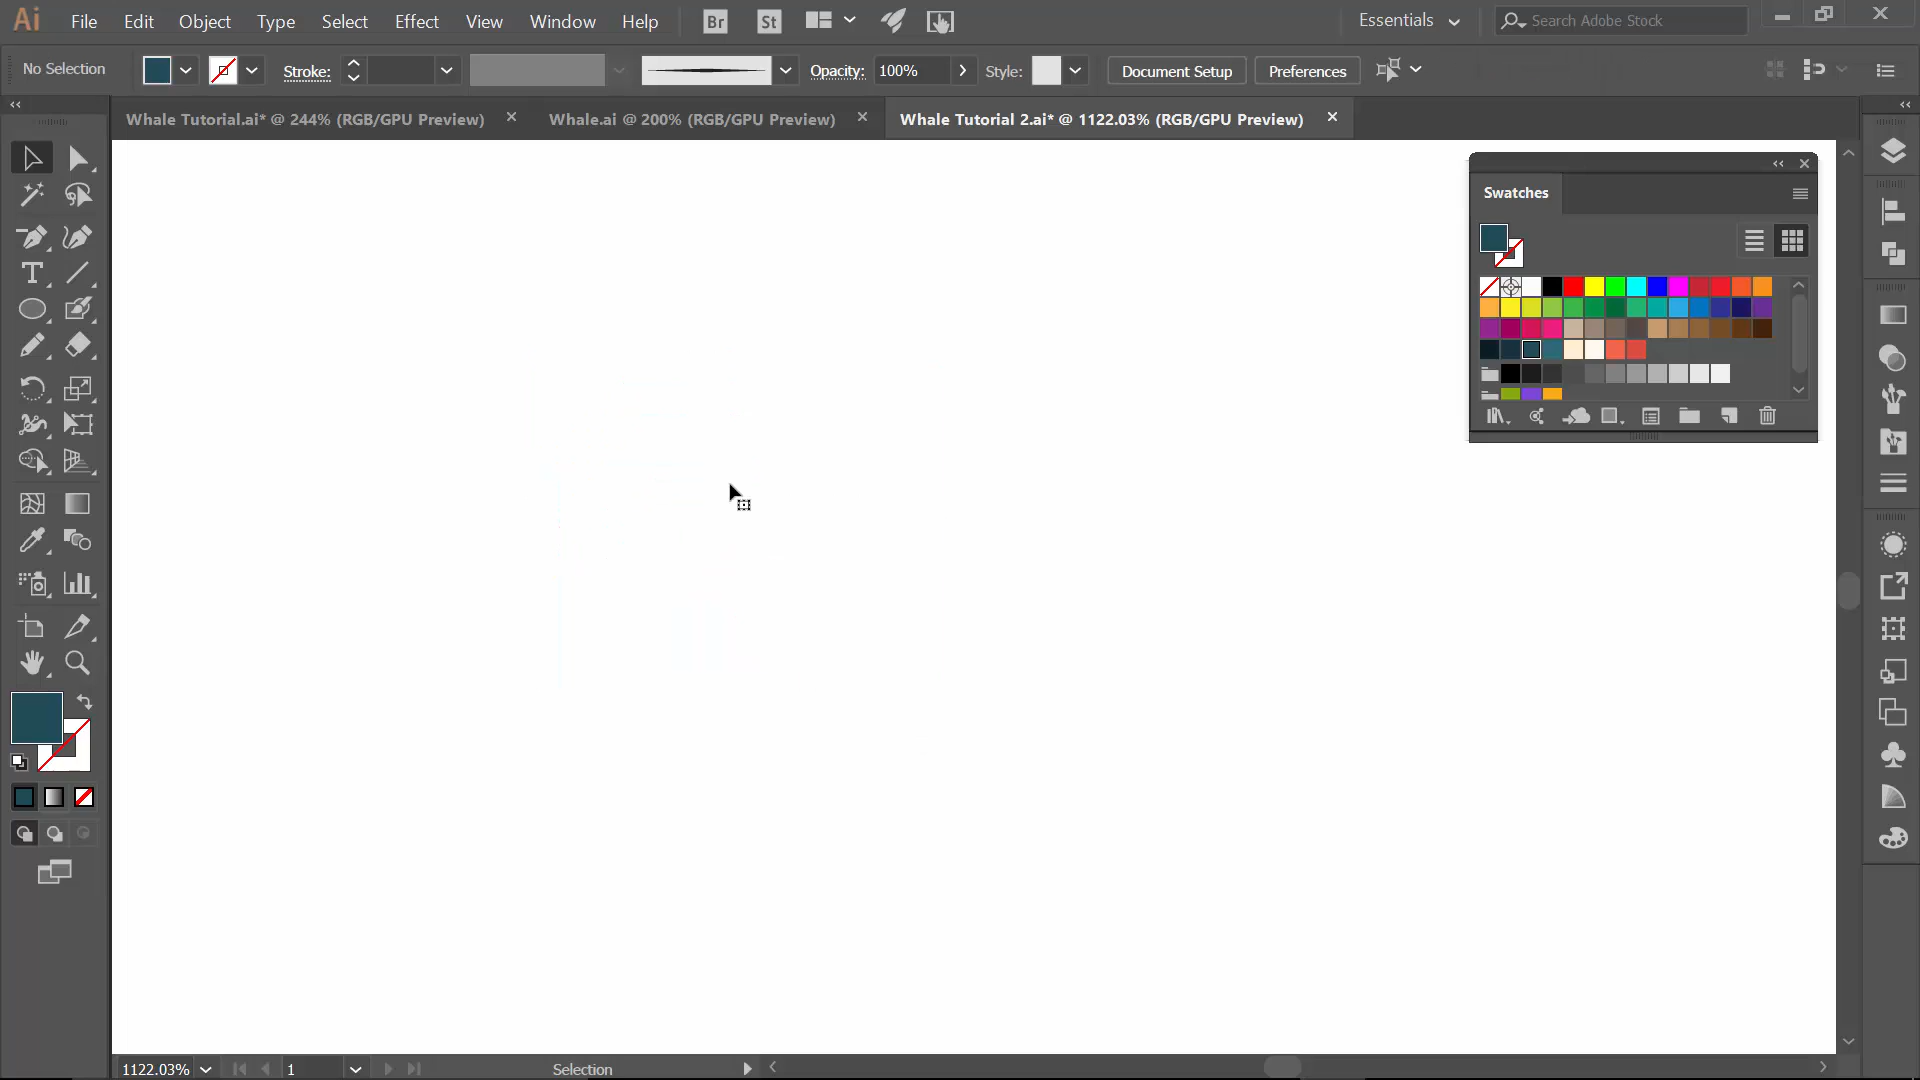 Ai File Edit Object Type Select Effect View Window Help Br St Essentials Search Adobe Stock
No Selection Stroke: Opacity: 100% Style: Document Setup Preferences
Whale Tutorial.ai* @ 244% (RGB/GPU Preview) Whale.ai @ 200% (RGB/GPU Preview) Whale Tutorial 2.ai* @ 1122.03% (RGB/GPU Preview)
Swatches
1122.03% 1 Selection